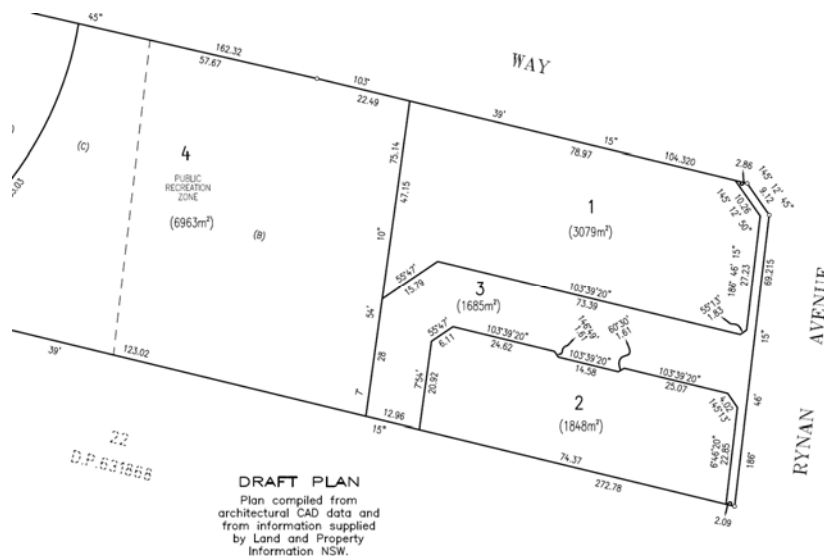 45"
162.32
57.67
103°
22.49
WAY
39'
15"
78.97
104.320
2.86
145° 12' 45"
9.12
10.26
145° 12' 50"
(C)
4
PUBLIC
RECREATION
ZONE
(6963m²)
(B)
75.14
47.15
10"
54'
28
7°
1
(3079m²)
186° 46' 15"
27.23
69.215
15"
46'
186°
AVENUE
RYNAN
55°47'
15.79
3
(1685m²)
103°39'20"
73.39
55°13'
1.83
55°47'
6.11
103°39'20"
24.62
146°49'
1.61
60°30'
1.61
103°39'20"
14.58
103°39'20"
25.07
4.02
145°13'
7°54'
20.92
2
(1848m²)
6°46'20"
22.85
39'
123.02
12.96
15"
74.37
272.78
2.09
22
D.P.631868
DRAFT PLAN
Plan compiled from
architectural CAD data and
from information supplied
by Land and Property
Information NSW.